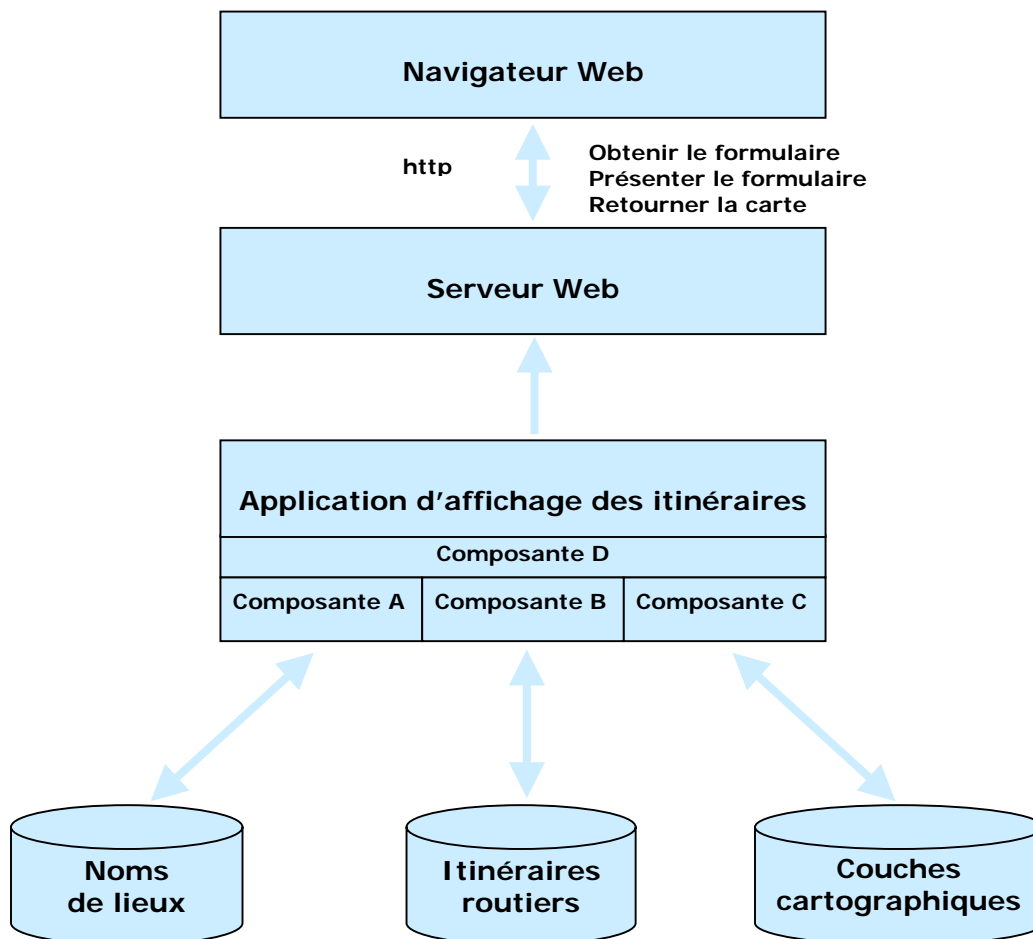 Navigateur Web
http
Obtenir le formulaire
Présenter le formulaire
Retourner la carte
Serveur Web
Application d’affichage des itinéraires
Composante D
Composante A
Composante B
Composante C
Noms
de lieux
Itinéraires
routiers
Couches
cartographiques